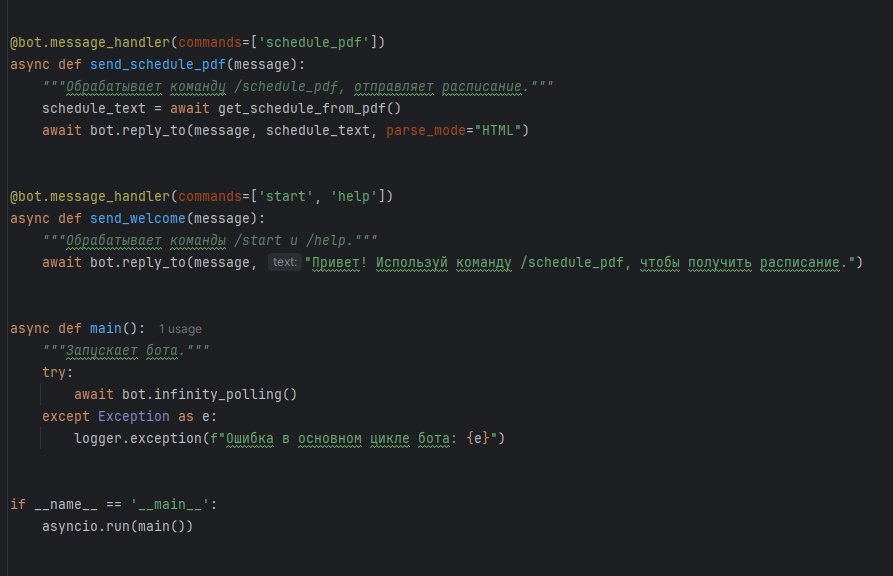 @bot.message_handler(commands=['schedule_pdf'])
async def send_schedule_pdf(message):
    """Обрабатывает команду /schedule_pdf, отправляет расписание."""
    schedule_text = await get_schedule_from_pdf()
    await bot.reply_to(message, schedule_text, parse_mode="HTML")
@bot.message_handler(commands=['start', 'help'])
async def send_welcome(message):
    """Обрабатывает команды /start и /help."""
    await bot.reply_to(message, text: "Привет! Используй команду /schedule_pdf, чтобы получить расписание.")
async def main(): 1 usage
    """Запускает бота."""
    try:
        await bot.infinity_polling()
    except Exception as e:
        logger.exception(f"Ошибка в основном цикле бота: {e}")
if __name__ == '__main__':
    asyncio.run(main())